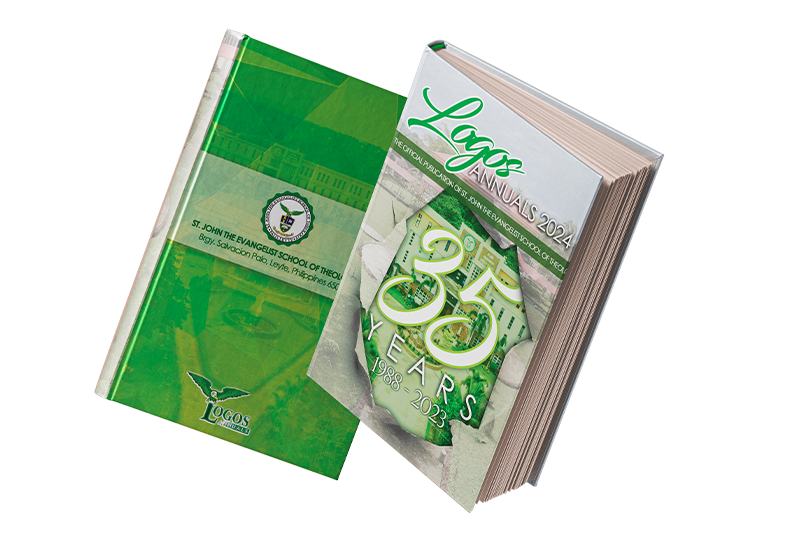 ST. JOHN THE EVANGELIST SCHOOL OF THEOL
Brgy. Salvacion Palo, Leyte, Philippines 650
LOGOS
Logos
ANNUALS 2024
THE OFFICIAL PUBLICATION OF ST. JOHN THE EVANGELIST SCHOOL OF THEOL
35
YEARS
1988 - 2023